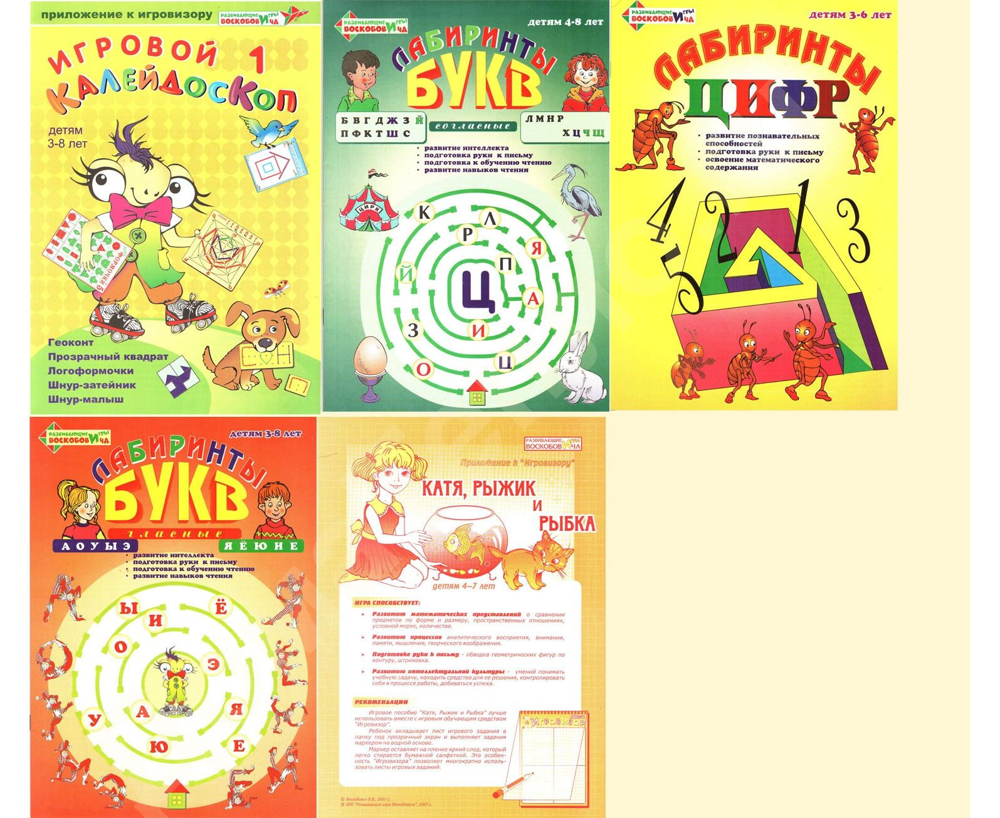 приложение к игровизору
РАЗВИВАЮЩИЕ ИГРЫ
ВОСКОБОВИЧА
ИГРОВОЙ 1
КАЛЕЙДОСКОП
детям
3-8 лет
ГЕОКОНТ
ФОРМОЧКИ 5
Геоконт
Прозрачный квадрат
Логоформочки
Шнур-затейник
Шнур-малыш
РАЗВИВАЮЩИЕ ИГРЫ
ВОСКОБОВИЧА
детям 4-8 лет
ЛАБИРИНТЫ
БУКВ
Б В Г Д Ж З Й
П Ф К Т Ш С
согласные
Л М Н Р
Х Ц Ч Щ
• развитие интеллекта
• подготовка руки к письму
• подготовка к обучению чтению
• развитие навыков чтения
ЦИРК
К
Л
Р
Я
П
Й
Ц
А
З
И
О
Ц
РАЗВИВАЮЩИЕ ИГРЫ
ВОСКОБОВИЧА
детям 3-6 лет
ЛАБИРИНТЫ
ЦИФР
• развитие познавательных
способностей
• подготовка руки к письму
• освоение математического
содержания
4
2
1
3
5
РАЗВИВАЮЩИЕ ИГРЫ
ВОСКОБОВИЧА
детям 3-8 лет
ЛАБИРИНТЫ
БУКВ
гласные
А О У Ы Э
Я Ё Ю И Е
• развитие интеллекта
• подготовка руки к письму
• подготовка к обучению чтению
• развитие навыков чтения
Ы
Ё
И
О
Э
У
А
Я
Ю
Е
РАЗВИВАЮЩИЕ ИГРЫ
ВОСКОБОВИЧА
Приложение к "Игровизору"
КАТЯ, РЫЖИК
И
РЫБКА
детям 4–7 лет
ИГРА СПОСОБСТВУЕТ:
➤ Развитию математических представлений о сравнении
предметов по форме и размеру, пространственных отношениях,
условной мерке, количестве.
➤ Развитию процессов аналитического восприятия, внимания,
памяти, мышления, творческого воображения.
➤ Подготовке руки к письму - обводка геометрических фигур по
контуру, штриховка.
➤ Развитию интеллектуальной культуры - умений понимать
учебную задачу, находить средства для ее решения, контролировать
себя в процессе работы, добиваться успеха.
РЕКОМЕНДАЦИИ
Игровое пособие "Катя, Рыжик и Рыбка" лучше
использовать вместе с игровым обучающим средством
"Игровизор".
Ребенок вкладывает лист игрового задания в
папку под прозрачный экран и выполняет задания
маркером на водной основе.
Маркер оставляет на пленке яркий след, который
легко стирается бумажной салфеткой. Эта особен-
ность "Игровизора" позволяет многократно исполь-
зовать листы игровых заданий.
ИГРОВИЗОР
© Воскобович В.В., 2007 г.
© ООО "Развивающие игры Воскобовича", 2007 г.